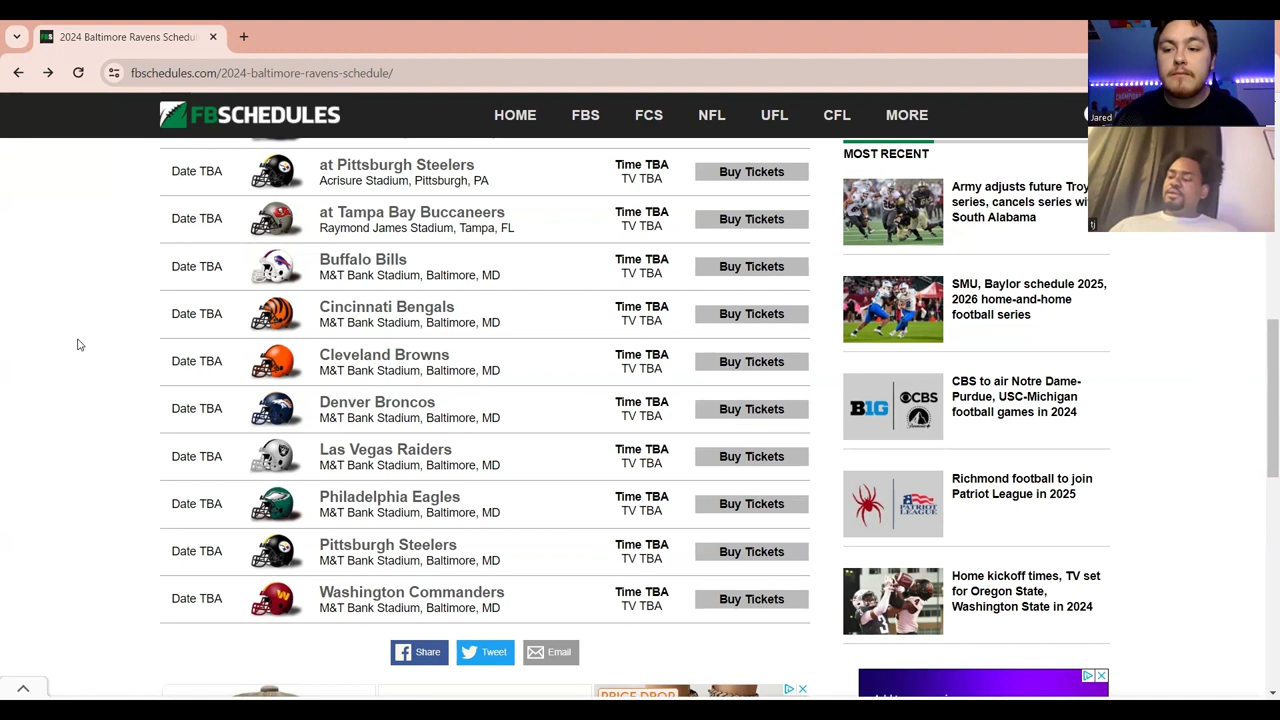 2024 Baltimore Ravens Schedu
fbschedules.com/2024-baltimore-ravens-schedule/
FBSCHEDULES
HOME FBS FCS NFL UFL CFL MORE
Date TBA at Pittsburgh Steelers Time TBA Buy Tickets
Acrisure Stadium, Pittsburgh, PA TV TBA
Date TBA at Tampa Bay Buccaneers Time TBA Buy Tickets
Raymond James Stadium, Tampa, FL TV TBA
Date TBA Buffalo Bills Time TBA Buy Tickets
M&T Bank Stadium, Baltimore, MD TV TBA
Date TBA Cincinnati Bengals Time TBA Buy Tickets
M&T Bank Stadium, Baltimore, MD TV TBA
Date TBA Cleveland Browns Time TBA Buy Tickets
M&T Bank Stadium, Baltimore, MD TV TBA
Date TBA Denver Broncos Time TBA Buy Tickets
M&T Bank Stadium, Baltimore, MD TV TBA
Date TBA Las Vegas Raiders Time TBA Buy Tickets
M&T Bank Stadium, Baltimore, MD TV TBA
Date TBA Philadelphia Eagles Time TBA Buy Tickets
M&T Bank Stadium, Baltimore, MD TV TBA
Date TBA Pittsburgh Steelers Time TBA Buy Tickets
M&T Bank Stadium, Baltimore, MD TV TBA
Date TBA Washington Commanders Time TBA Buy Tickets
M&T Bank Stadium, Baltimore, MD TV TBA
Share Tweet Email
PRICE DROP
MOST RECENT
Army adjusts future Troy
series, cancels series wi
South Alabama
SMU, Baylor schedule 2025,
2026 home-and-home
football series
B1G CBS
CBS to air Notre Dame-
Purdue, USC-Michigan
football games in 2024
PATRIOT
LEAGUE
Richmond football to join
Patriot League in 2025
Home kickoff times, TV set
for Oregon State,
Washington State in 2024
Jared
tj